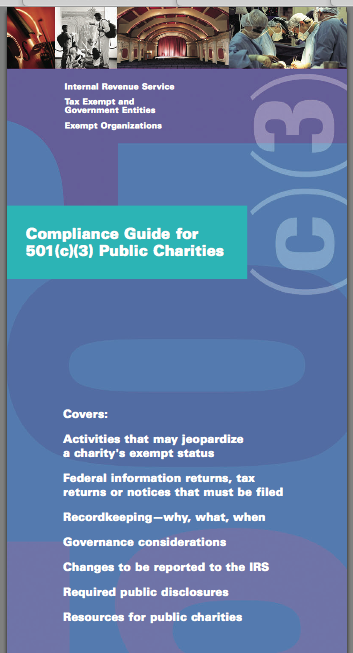 Internal Revenue Service
Tax Exempt and
Government Entities
Exempt Organizations
(c)(3)
Compliance Guide for
501(c)(3) Public Charities
Covers:
Activities that may jeopardize
a charity's exempt status
Federal information returns, tax
returns or notices that must be filed
Recordkeeping—why, what, when
Governance considerations
Changes to be reported to the IRS
Required public disclosures
Resources for public charities